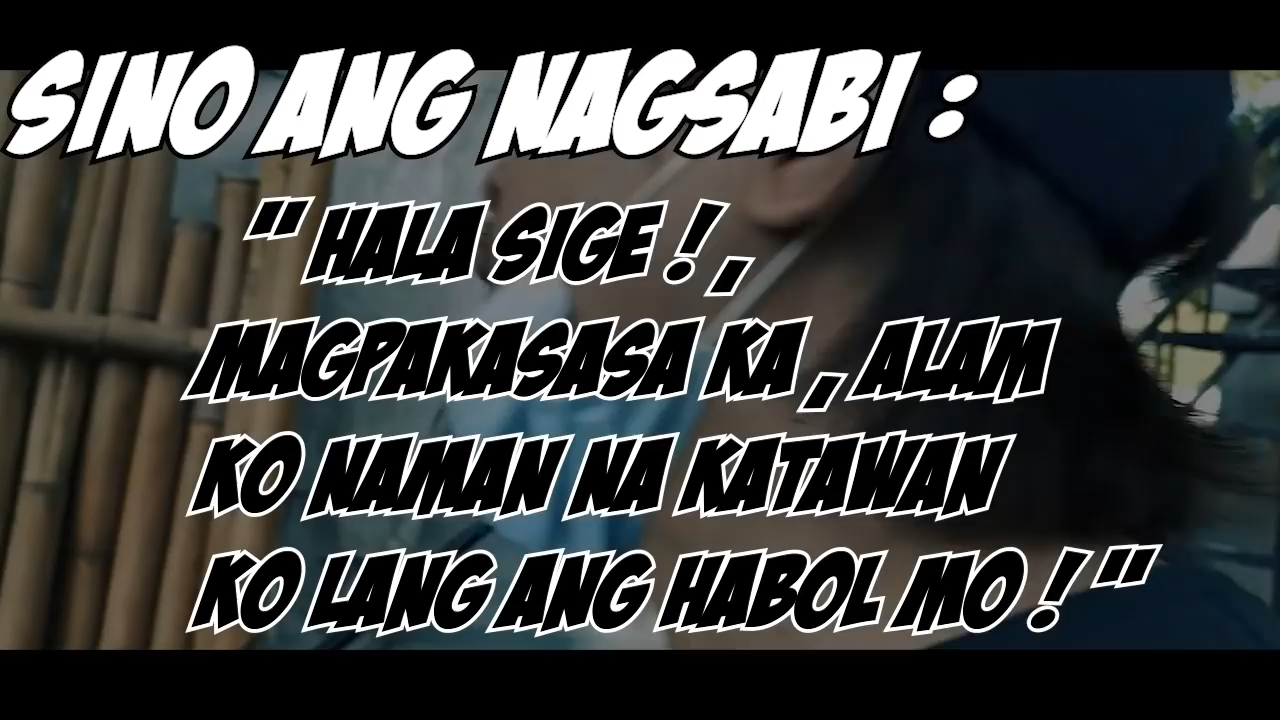 SINO ANG NAGSABI :
" HALA SIGE ! ,
MAGPAKASASA KA , ALAM
KO NAMAN NA KATAWAN
KO LANG ANG HABOL MO ! "